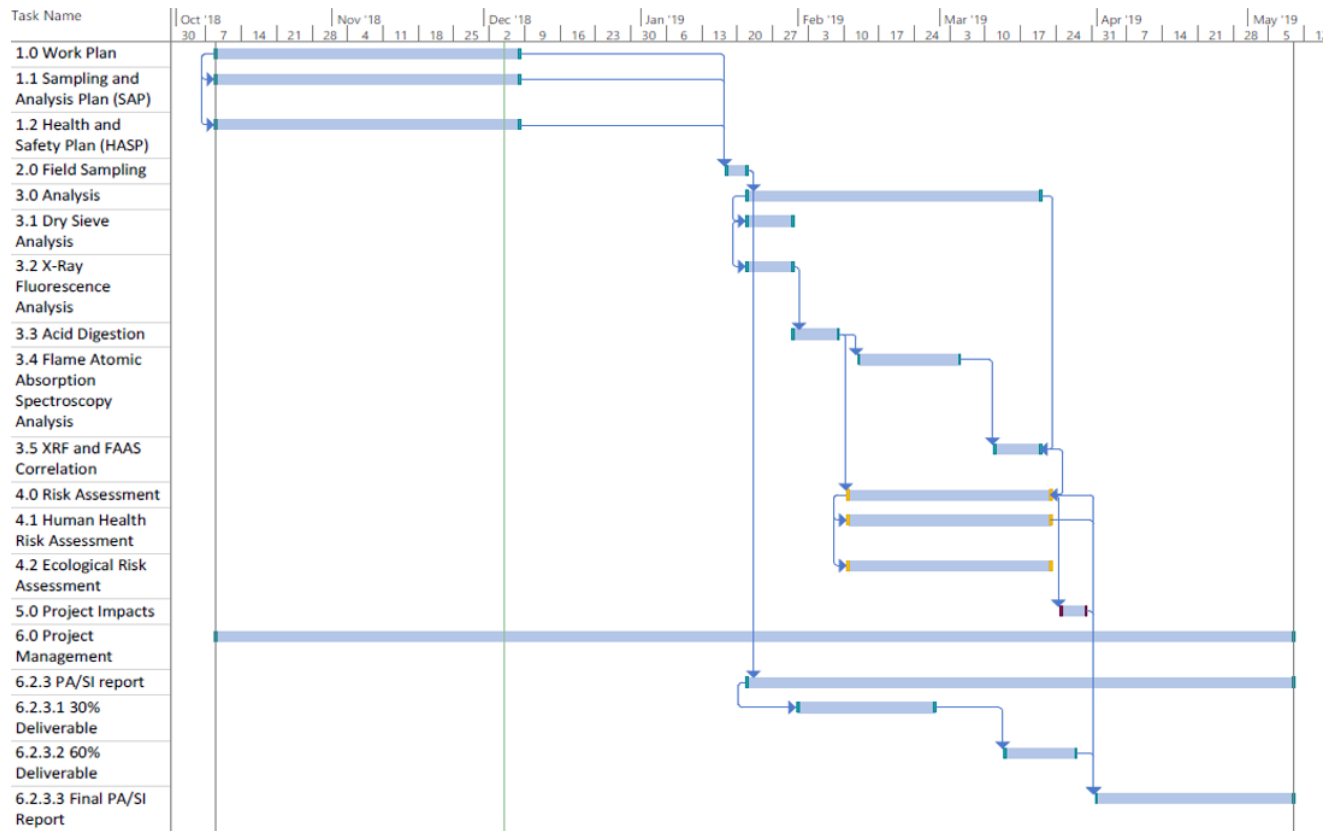 Task Name
Oct '18 Nov '18 Dec '18 Jan '19 Feb '19 Mar '19 Apr '19 May '19
30 7 14 21 28 4 11 18 25 2 9 16 23 30 6 13 20 27 3 10 17 24 3 10 17 24 31 7 14 21 28 5
1.0 Work Plan
1.1 Sampling and
Analysis Plan (SAP)
1.2 Health and
Safety Plan (HASP)
2.0 Field Sampling
3.0 Analysis
3.1 Dry Sieve
Analysis
3.2 X-Ray
Fluorescence
Analysis
3.3 Acid Digestion
3.4 Flame Atomic
Absorption
Spectroscopy
Analysis
3.5 XRF and FAAS
Correlation
4.0 Risk Assessment
4.1 Human Health
Risk Assessment
4.2 Ecological Risk
Assessment
5.0 Project Impacts
6.0 Project
Management
6.2.3 PA/SI report
6.2.3.1 30%
Deliverable
6.2.3.2 60%
Deliverable
6.2.3.3 Final PA/SI
Report